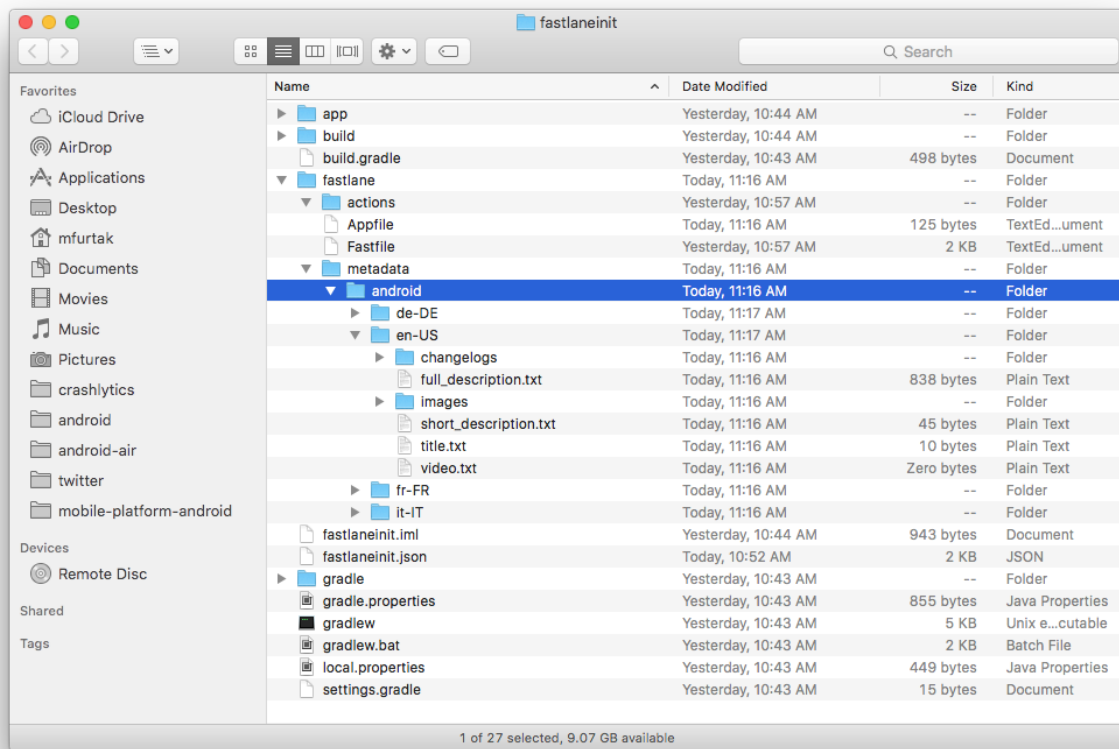 fastlaneinit
Search
Favorites
iCloud Drive
AirDrop
Applications
Desktop
mfurtak
Documents
Movies
Music
Pictures
crashlytics
android
android-air
twitter
mobile-platform-android
Devices
Remote Disc
Shared
Tags
Name Date Modified Size Kind
app Yesterday, 10:44 AM -- Folder
build Yesterday, 10:44 AM -- Folder
build.gradle Yesterday, 10:43 AM 498 bytes Document
fastlane Today, 11:16 AM -- Folder
actions Yesterday, 10:57 AM -- Folder
Appfile Today, 11:16 AM 125 bytes TextEd...ument
Fastfile Yesterday, 10:57 AM 2 KB TextEd...ument
metadata Today, 11:16 AM -- Folder
android Today, 11:16 AM -- Folder
de-DE Today, 11:17 AM -- Folder
en-US Today, 11:17 AM -- Folder
changelogs Today, 11:16 AM -- Folder
full_description.txt Today, 11:16 AM 838 bytes Plain Text
images Today, 11:16 AM -- Folder
short_description.txt Today, 11:16 AM 45 bytes Plain Text
title.txt Today, 11:16 AM 10 bytes Plain Text
video.txt Today, 11:16 AM Zero bytes Plain Text
fr-FR Today, 11:16 AM -- Folder
it-IT Today, 11:16 AM -- Folder
fastlaneinit.iml Yesterday, 10:44 AM 943 bytes Document
fastlaneinit.json Today, 10:52 AM 2 KB JSON
gradle Yesterday, 10:43 AM -- Folder
gradle.properties Yesterday, 10:43 AM 855 bytes Java Properties
gradlew Yesterday, 10:43 AM 5 KB Unix e...cutable
gradlew.bat Yesterday, 10:43 AM 2 KB Batch File
local.properties Yesterday, 10:43 AM 449 bytes Java Properties
settings.gradle Yesterday, 10:43 AM 15 bytes Document
1 of 27 selected, 9.07 GB available